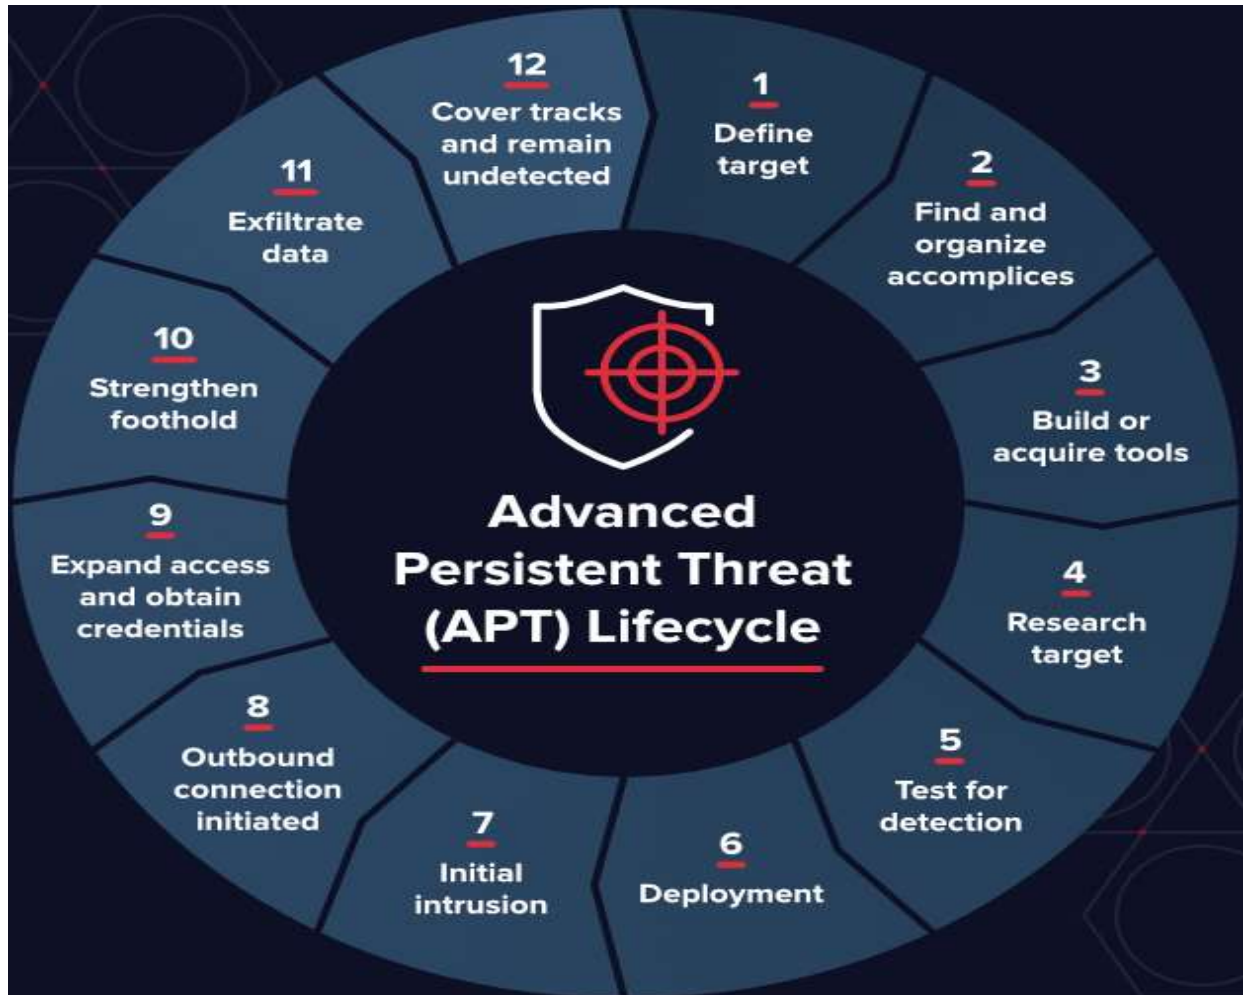 Advanced
Persistent Threat
(APT) Lifecycle
1
Define
target
2
Find and
organize
accomplices
3
Build or
acquire tools
4
Research
target
5
Test for
detection
6
Deployment
7
Initial
intrusion
8
Outbound
connection
initiated
9
Expand access
and obtain
credentials
10
Strengthen
foothold
11
Exfiltrate
data
12
Cover tracks
and remain
undetected